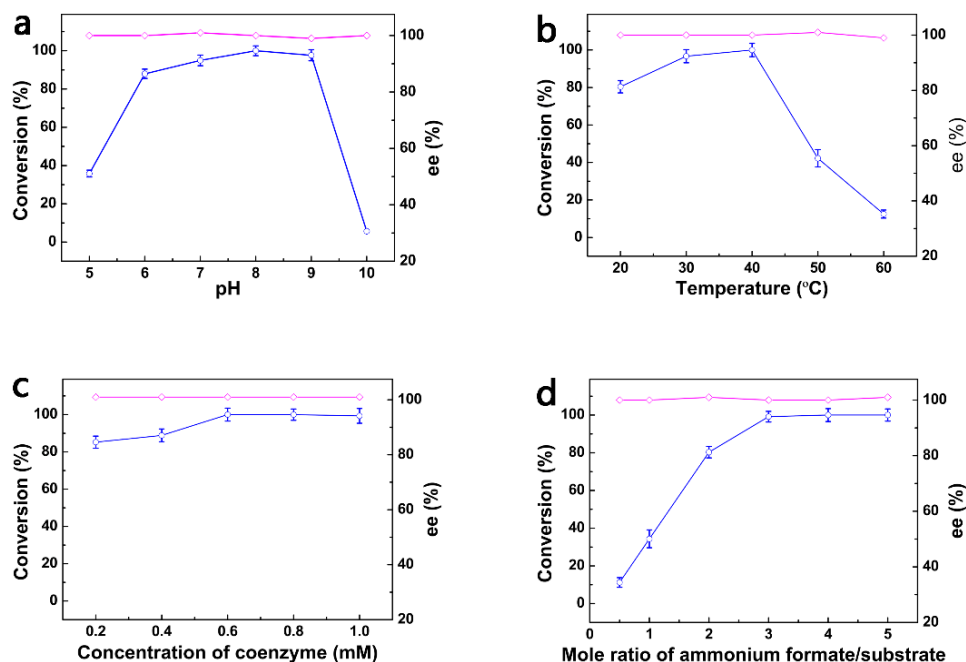 a
Conversion (%)
100
80
60
40
20
0
100
80
60
40
20
ee (%)
5 6 7 8 9 10
pH
b
Conversion (%)
100
80
60
40
20
0
100
80
60
40
20
ee (%)
20 30 40 50 60
Temperature (°C)
c
Conversion (%)
100
80
60
40
20
0
100
80
60
40
20
ee (%)
0.2 0.4 0.6 0.8 1.0
Concentration of coenzyme (mM)
d
Conversion (%)
100
80
60
40
20
0
100
80
60
40
20
ee (%)
0 1 2 3 4 5
Mole ratio of ammonium formate/substrate